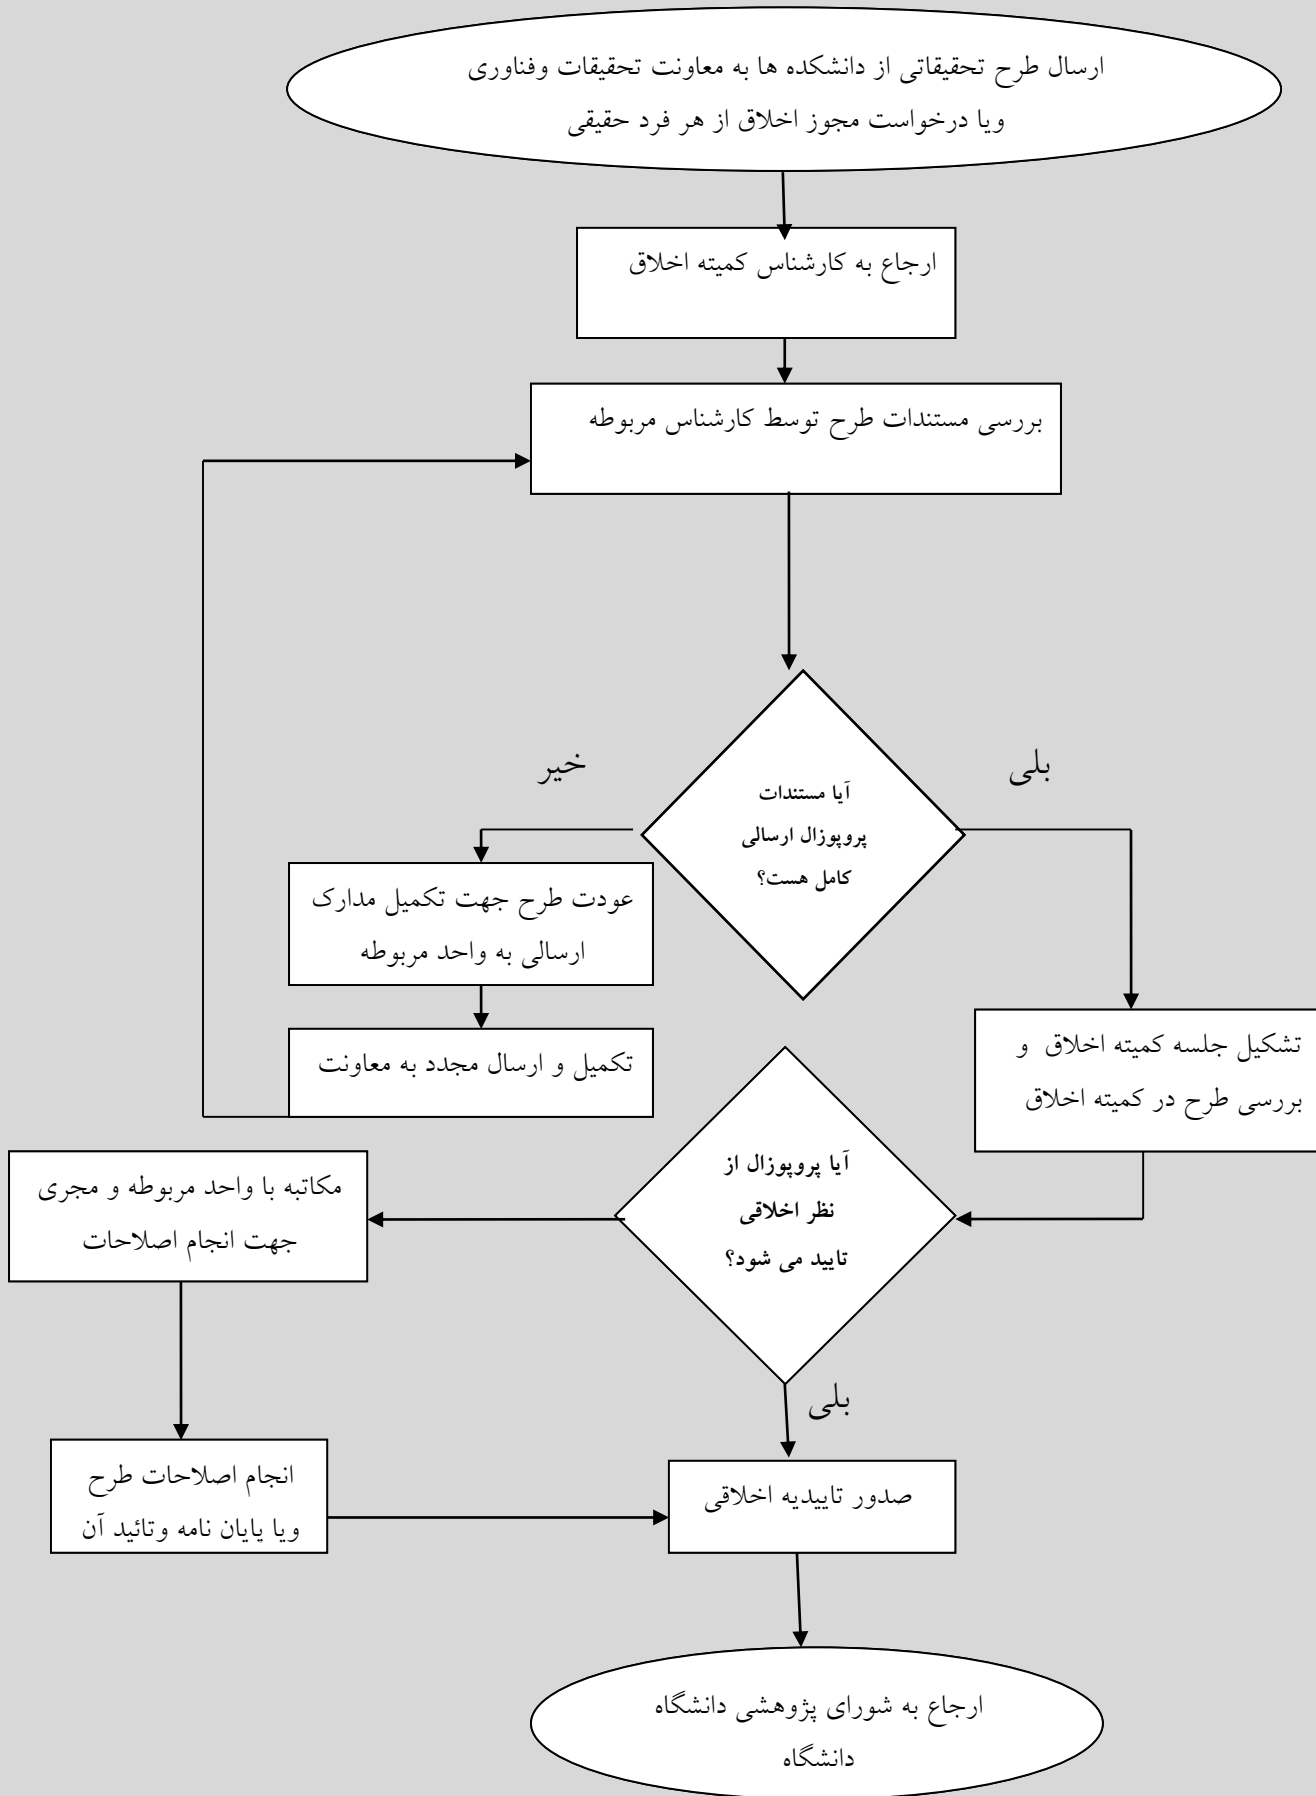 ارسال طرح تحقیقاتی از دانشکده ها به معاونت تحقیقات وفناوری
ویا درخواست مجوز اخلاق از هر فرد حقیقی
ارجاع به کارشناس کمیته اخلاق
بررسی مستندات طرح توسط کارشناس مربوطه
بلی
خیر
آیا مستندات
پروپوزال ارسالی
کامل هست؟
عودت طرح جهت تکمیل مدارک
ارسالی به واحد مربوطه
تکمیل و ارسال مجدد به معاونت
تشکیل جلسه کمیته اخلاق و
بررسی طرح در کمیته اخلاق
آیا پروپوزال از
نظر اخلاقی
تایید می شود؟
مکاتبه با واحد مربوطه و مجری
جهت انجام اصلاحات
بلی
انجام اصلاحات طرح
ویا پایان نامه وتائید آن
صدور تاییدیه اخلاقی
ارجاع به شورای پژوهشی دانشگاه
دانشگاه